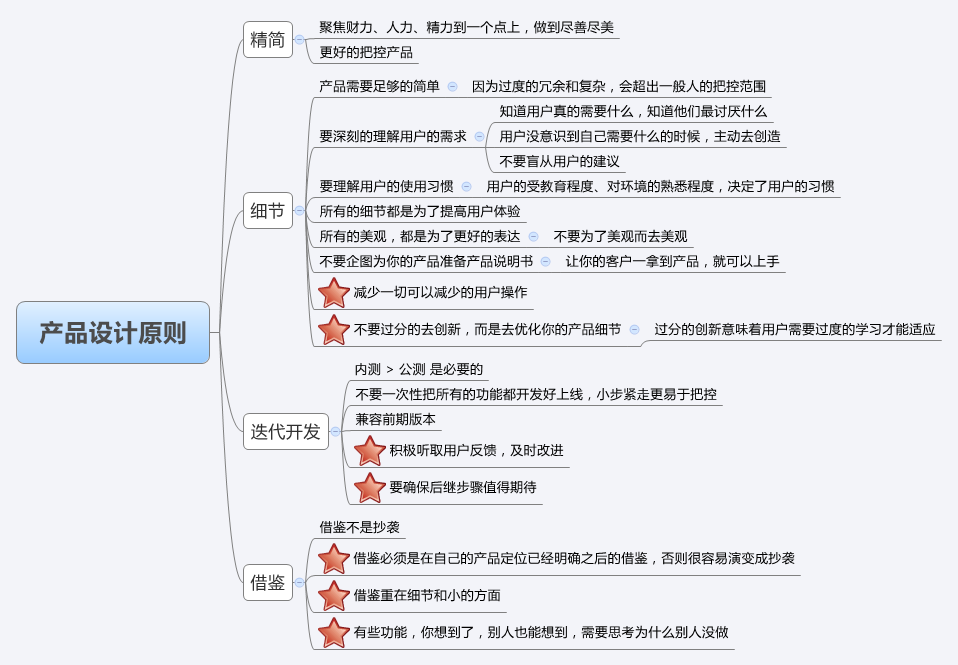 产品设计原则
精简
聚焦财力、人力、精力到一个点上，做到尽善尽美
更好的把控产品
细节
产品需要足够的简单
因为过度的冗余和复杂，会超出一般人的把控范围
要深刻的理解用户的需求
知道用户真的需要什么，知道他们最讨厌什么
用户没意识到自己需要什么的时候，主动去创造
不要盲从用户的建议
要理解用户的使用习惯
用户的受教育程度、对环境的熟悉程度，决定了用户的习惯
所有的细节都是为了提高用户体验
所有的美观，都是为了更好的表达
不要为了美观而去美观
不要企图为你的产品准备产品说明书
让你的客户一拿到产品，就可以上手
减少一切可以减少的用户操作
不要过分的去创新，而是去优化你的产品细节
过分的创新意味着用户需要过度的学习才能适应
迭代开发
内测 > 公测 是必要的
不要一次性把所有的功能都开发好上线，小步紧走更易于把控
兼容前期版本
积极听取用户反馈，及时改进
要确保后继步骤值得期待
借鉴
借鉴不是抄袭
借鉴必须是在自己的产品定位已经明确之后的借鉴，否则很容易演变成抄袭
借鉴重在细节和小的方面
有些功能，你想到了，别人也能想到，需要思考为什么别人没做